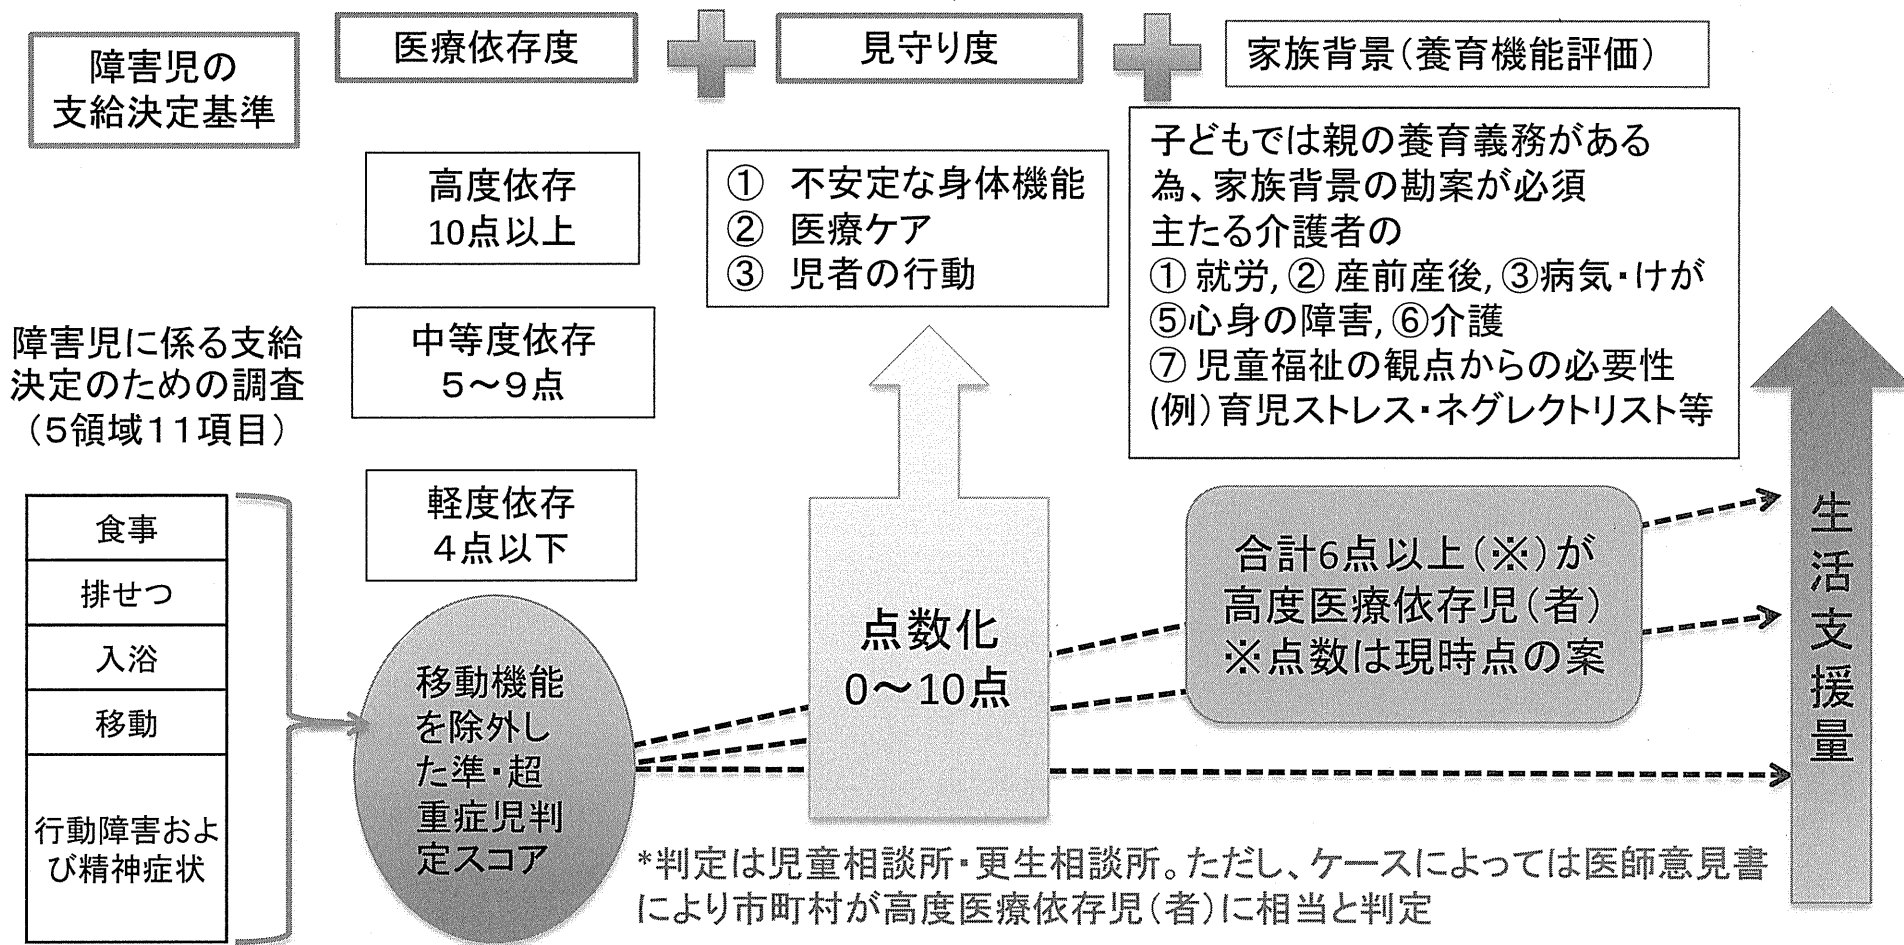 障害児の
支給決定基準
医療依存度
見守り度
家族背景（養育機能評価）
高度依存
10点以上
中等度依存
５～９点
軽度依存
４点以下
① 不安定な身体機能
② 医療ケア
③ 児者の行動
子どもでは親の養育義務がある
為、家族背景の勘案が必須
主たる介護者の
① 就労, ② 産前産後, ③病気・けが
⑤心身の障害, ⑥介護
⑦ 児童福祉の観点からの必要性
(例) 育児ストレス・ネグレクトリスト等
障害児に係る支給
決定のための調査
（５領域１１項目）
食事
排せつ
入浴
移動
行動障害およ
び精神症状
移動機能
を除外し
た準・超
重症児判
定スコア
点数化
0～10点
合計6点以上（※）が
高度医療依存児（者）
※点数は現時点の案
生活支援量
*判定は児童相談所・更生相談所。ただし、ケースによっては医師意見書
により市町村が高度医療依存児（者）に相当と判定